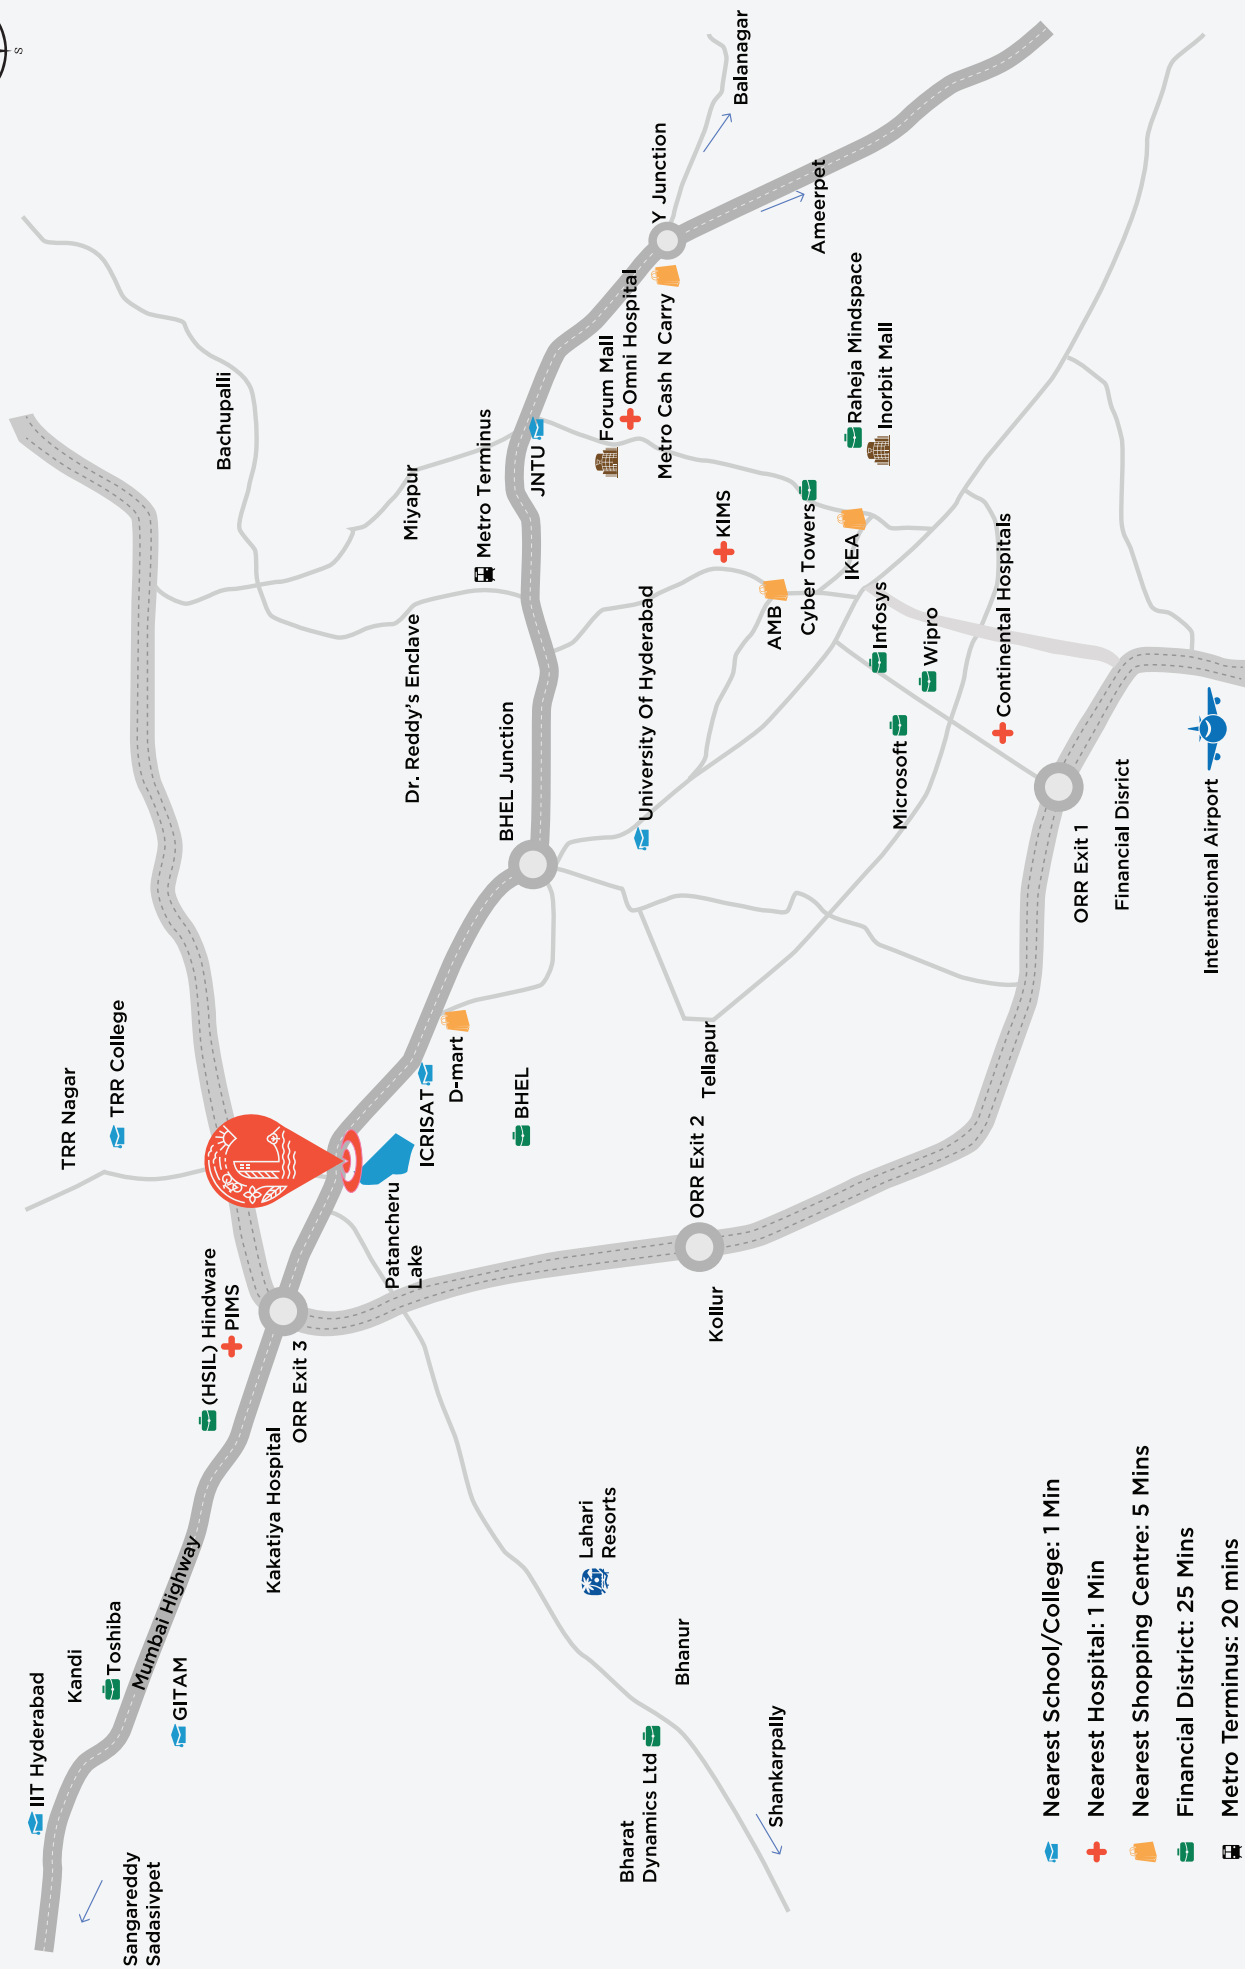 S
IIT Hyderabad
Kandi
Toshiba
Mumbai Highway
GITAM
Sangareddy
Sadasivpet
TRR Nagar
TRR College
(HSIL) Hindware
PIMS
Kakatiya Hospital
ORR Exit 3
Patancheru
Lake
ICRISAT
D-mart
BHEL
BHEL Junction
Bachupalli
Miyapur
Dr. Reddy's Enclave
Metro Terminus
JNTU
Forum Mall
Omni Hospital
Metro Cash N Carry
Y Junction
Balanagar
Ameerpet
Raheja Mindspace
Inorbit Mall
KIMS
Cyber Towers
IKEA
AMB
University Of Hyderabad
Infosys
Wipro
Microsoft
Continental Hospitals
Tellapur
ORR Exit 2
Kollur
ORR Exit 1
Financial Disrict
International Airport
Lahari
Resorts
Bhanur
Bharat
Dynamics Ltd
Shankarpally
Nearest School/College: 1 Min
Nearest Hospital: 1 Min
Nearest Shopping Centre: 5 Mins
Financial District: 25 Mins
Metro Terminus: 20 mins